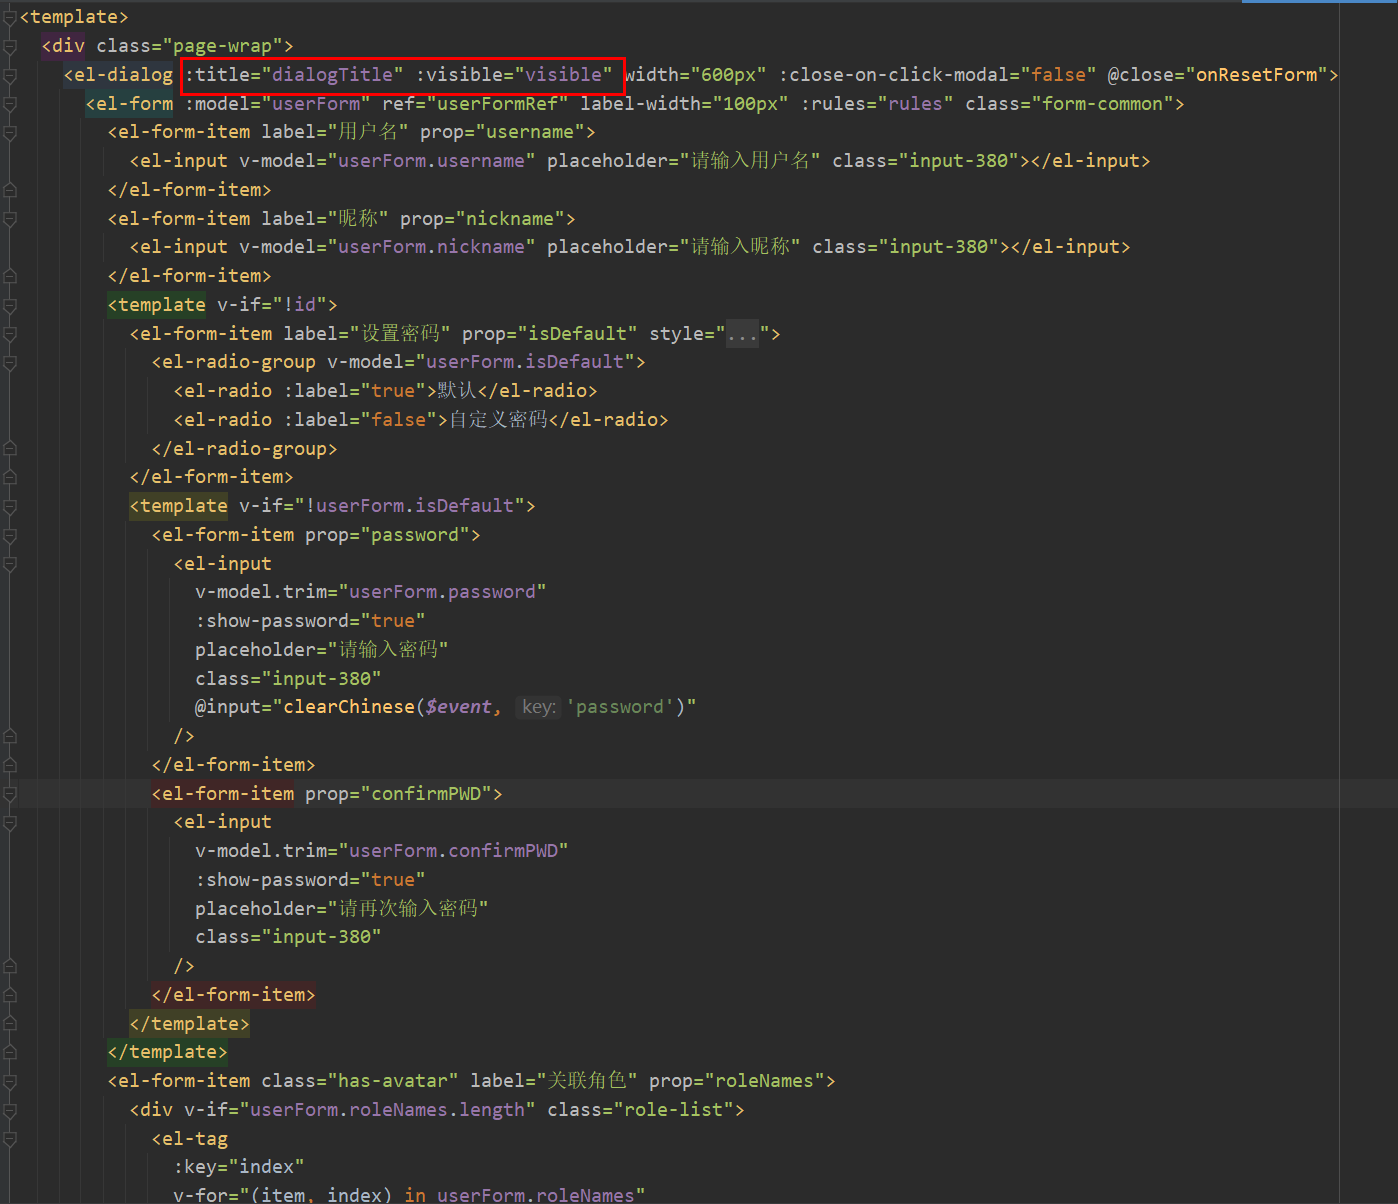 <template>
<div class="page-wrap">
<el-dialog :title="dialogTitle" :visible="visible" width="600px" :close-on-click-modal="false" @close="onResetForm">
<el-form :model="userForm" ref="userFormRef" label-width="100px" :rules="rules" class="form-common">
<el-form-item label="用户名" prop="username">
<el-input v-model="userForm.username" placeholder="请输入用户名" class="input-380"></el-input>
</el-form-item>
<el-form-item label="昵称" prop="nickname">
<el-input v-model="userForm.nickname" placeholder="请输入昵称" class="input-380"></el-input>
</el-form-item>
<template v-if="!id">
<el-form-item label="设置密码" prop="isDefault" style="...">
<el-radio-group v-model="userForm.isDefault">
<el-radio :label="true">默认</el-radio>
<el-radio :label="false">自定义密码</el-radio>
</el-radio-group>
</el-form-item>
<template v-if="!userForm.isDefault">
<el-form-item prop="password">
<el-input
v-model.trim="userForm.password"
:show-password="true"
placeholder="请输入密码"
class="input-380"
@input="clearChinese($event, key: 'password')"
/>
</el-form-item>
<el-form-item prop="confirmPWD">
<el-input
v-model.trim="userForm.confirmPWD"
:show-password="true"
placeholder="请再次输入密码"
class="input-380"
/>
</el-form-item>
</template>
</template>
<el-form-item class="has-avatar" label="关联角色" prop="roleNames">
<div v-if="userForm.roleNames.length" class="role-list">
<el-tag
:key="index"
v-for="(item, index) in userForm.roleNames"